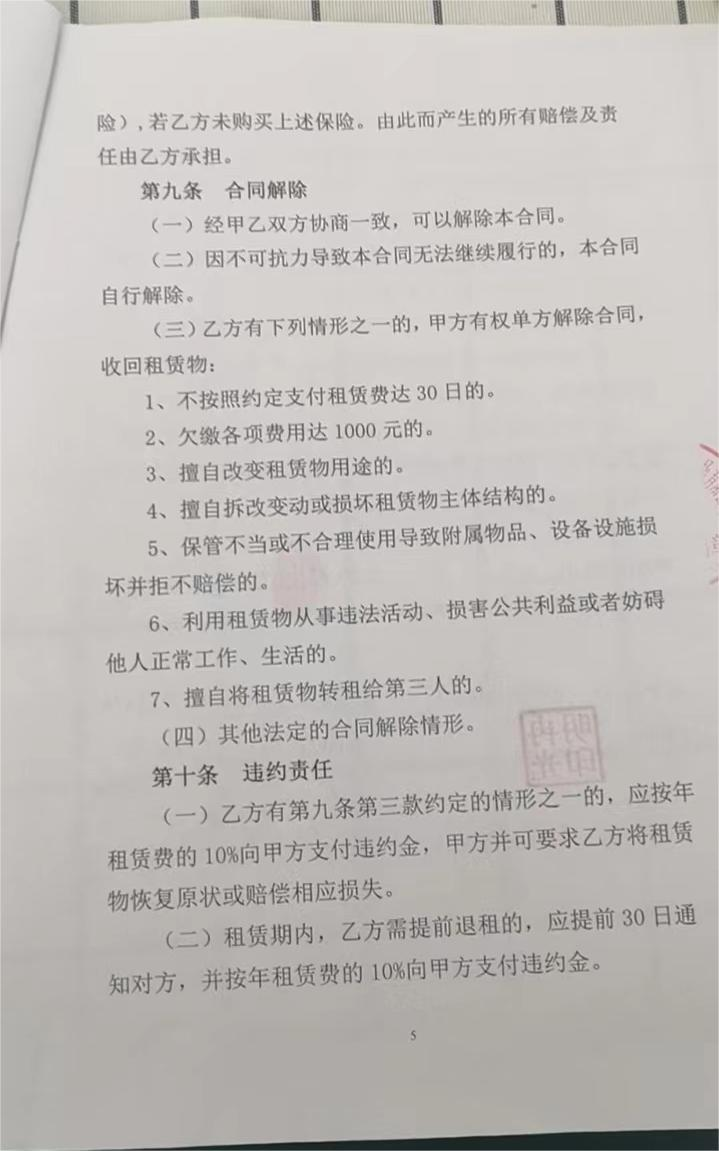 险），若乙方未购买上述保险。由此而产生的所有赔偿及责
任由乙方承担。
第九条 合同解除
（一）经甲乙双方协商一致，可以解除本合同。
（二）因不可抗力导致本合同无法继续履行的，本合同
自行解除。
（三）乙方有下列情形之一的，甲方有权单方解除合同，
收回租赁物：
1、不按照约定支付租赁费达 30 日的。
2、欠缴各项费用达 1000 元的。
3、擅自改变租赁物用途的。
4、擅自拆改变动或损坏租赁物主体结构的。
5、保管不当或不合理使用导致附属物品、设备设施损
坏并拒不赔偿的。
6、利用租赁物从事违法活动、损害公共利益或者妨碍
他人正常工作、生活的。
7、擅自将租赁物转租给第三人的。
（四）其他法定的合同解除情形。
第十条 违约责任
（一）乙方有第九条第三款约定的情形之一的，应按年
租赁费的 10%向甲方支付违约金，甲方并可要求乙方将租赁
物恢复原状或赔偿相应损失。
（二）租赁期内，乙方需提前退租的，应提前 30 日通
知对方，并按年租赁费的 10%向甲方支付违约金。
5